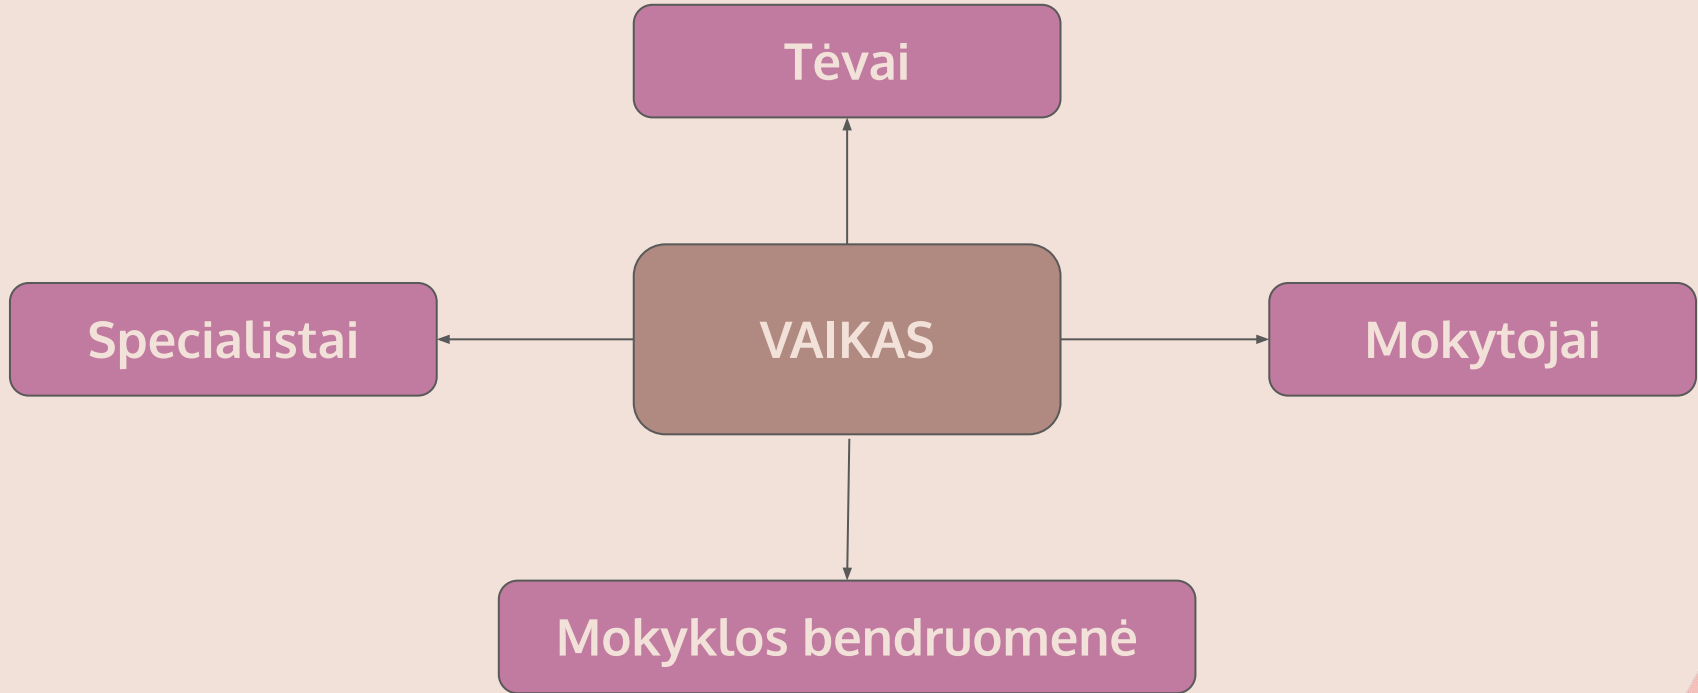 Tėvai
Specialistai
VAIKAS
Mokytojai
Mokyklos bendruomenė